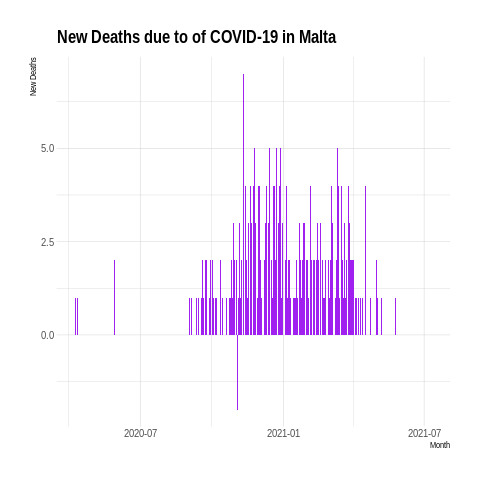 New Deaths due to of COVID-19 in Malta
New Deaths
5.0
2.5
0.0
2020-07
2021-01
2021-07
Month